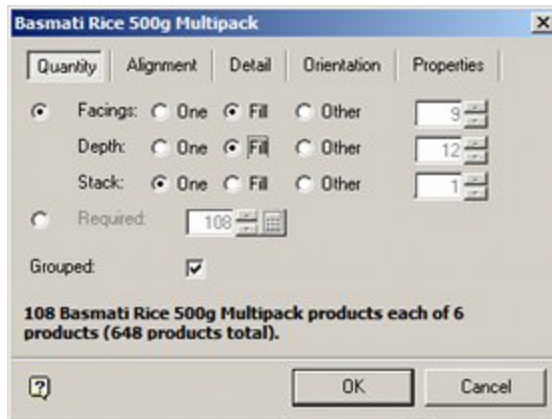 Basmati Rice 500g Multipack
Quantity Alignment Detail Orientation Properties
Facings: One Fill Other 9
Depth: One Fill Other 12
Stack: One Fill Other 1
Required: 108
Grouped:
108 Basmati Rice 500g Multipack products each of 6
products (648 products total).
? OK Cancel